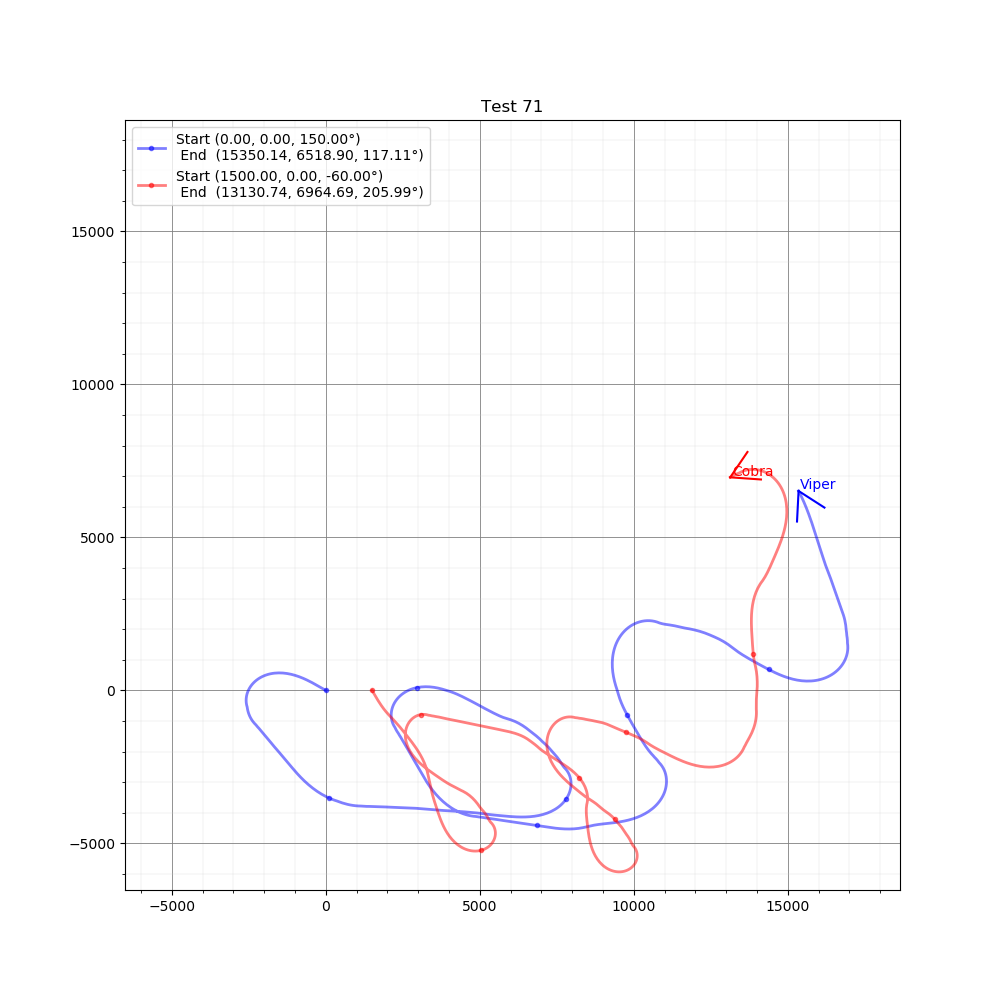 Test 71
Start (0.00, 0.00, 150.00°)
End  (15350.14, 6518.90, 117.11°)
Start (1500.00, 0.00, -60.00°)
End  (13130.74, 6964.69, 205.99°)
15000
10000
5000
0
−5000
Cobra
Viper
−5000
0
5000
10000
15000